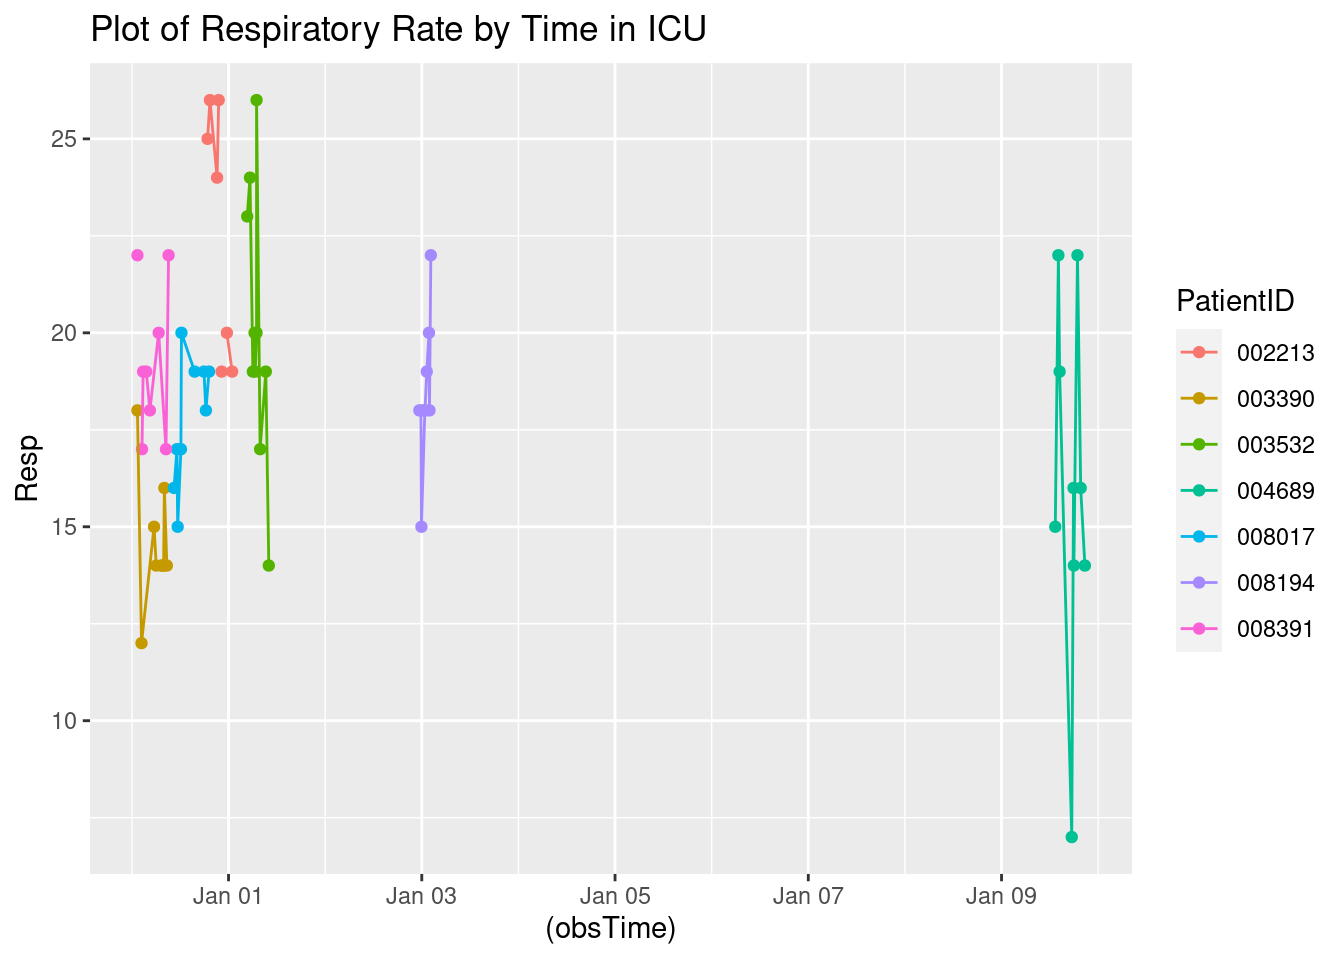 Plot of Respiratory Rate by Time in ICU
Resp
25
20
15
10
Jan 01 Jan 03 Jan 05 Jan 07 Jan 09
(obsTime)
PatientID
002213
003390
003532
004689
008017
008194
008391